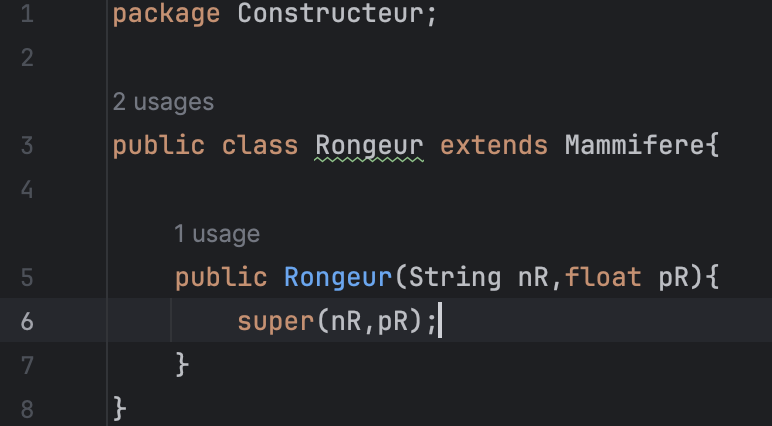 1 package Constructeur;
2
2 usages
3 public class Rongeur extends Mammifere{
4
1 usage
5 public Rongeur(String nR,float pR){
6 super(nR,pR);
7 }
8 }